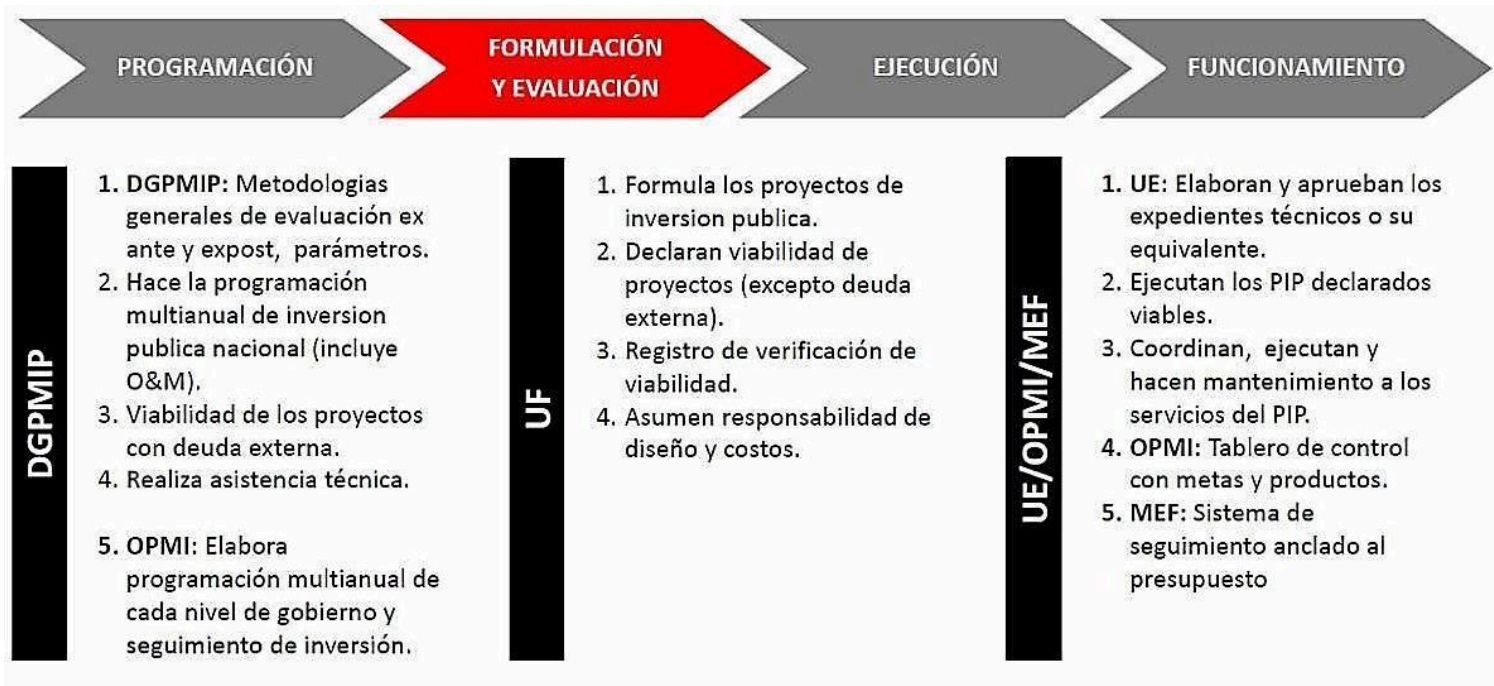 PROGRAMACIÓN
FORMULACIÓN
Y EVALUACIÓN
EJECUCIÓN
FUNCIONAMIENTO
DGPMIP
1. DGPMIP: Metodologias
generales de evaluación ex
ante y expost, parámetros.
2. Hace la programación
multianual de inversion
publica nacional (incluye
O&M).
3. Viabilidad de los proyectos
con deuda externa.
4. Realiza asistencia técnica.
5. OPMI: Elabora
programación multianual de
cada nivel de gobierno y
seguimiento de inversión.
UF
1. Formula los proyectos de
inversion publica.
2. Declaran viabilidad de
proyectos (excepto deuda
externa).
3. Registro de verificación de
viabilidad.
4. Asumen responsabilidad de
diseño y costos.
UE/OPMI/MEF
1. UE: Elaboran y aprueban los
expedientes técnicos o su
equivalente.
2. Ejecutan los PIP declarados
viables.
3. Coordinan, ejecutan y
hacen mantenimiento a los
servicios del PIP.
4. OPMI: Tablero de control
con metas y productos.
5. MEF: Sistema de
seguimiento anclado al
presupuesto